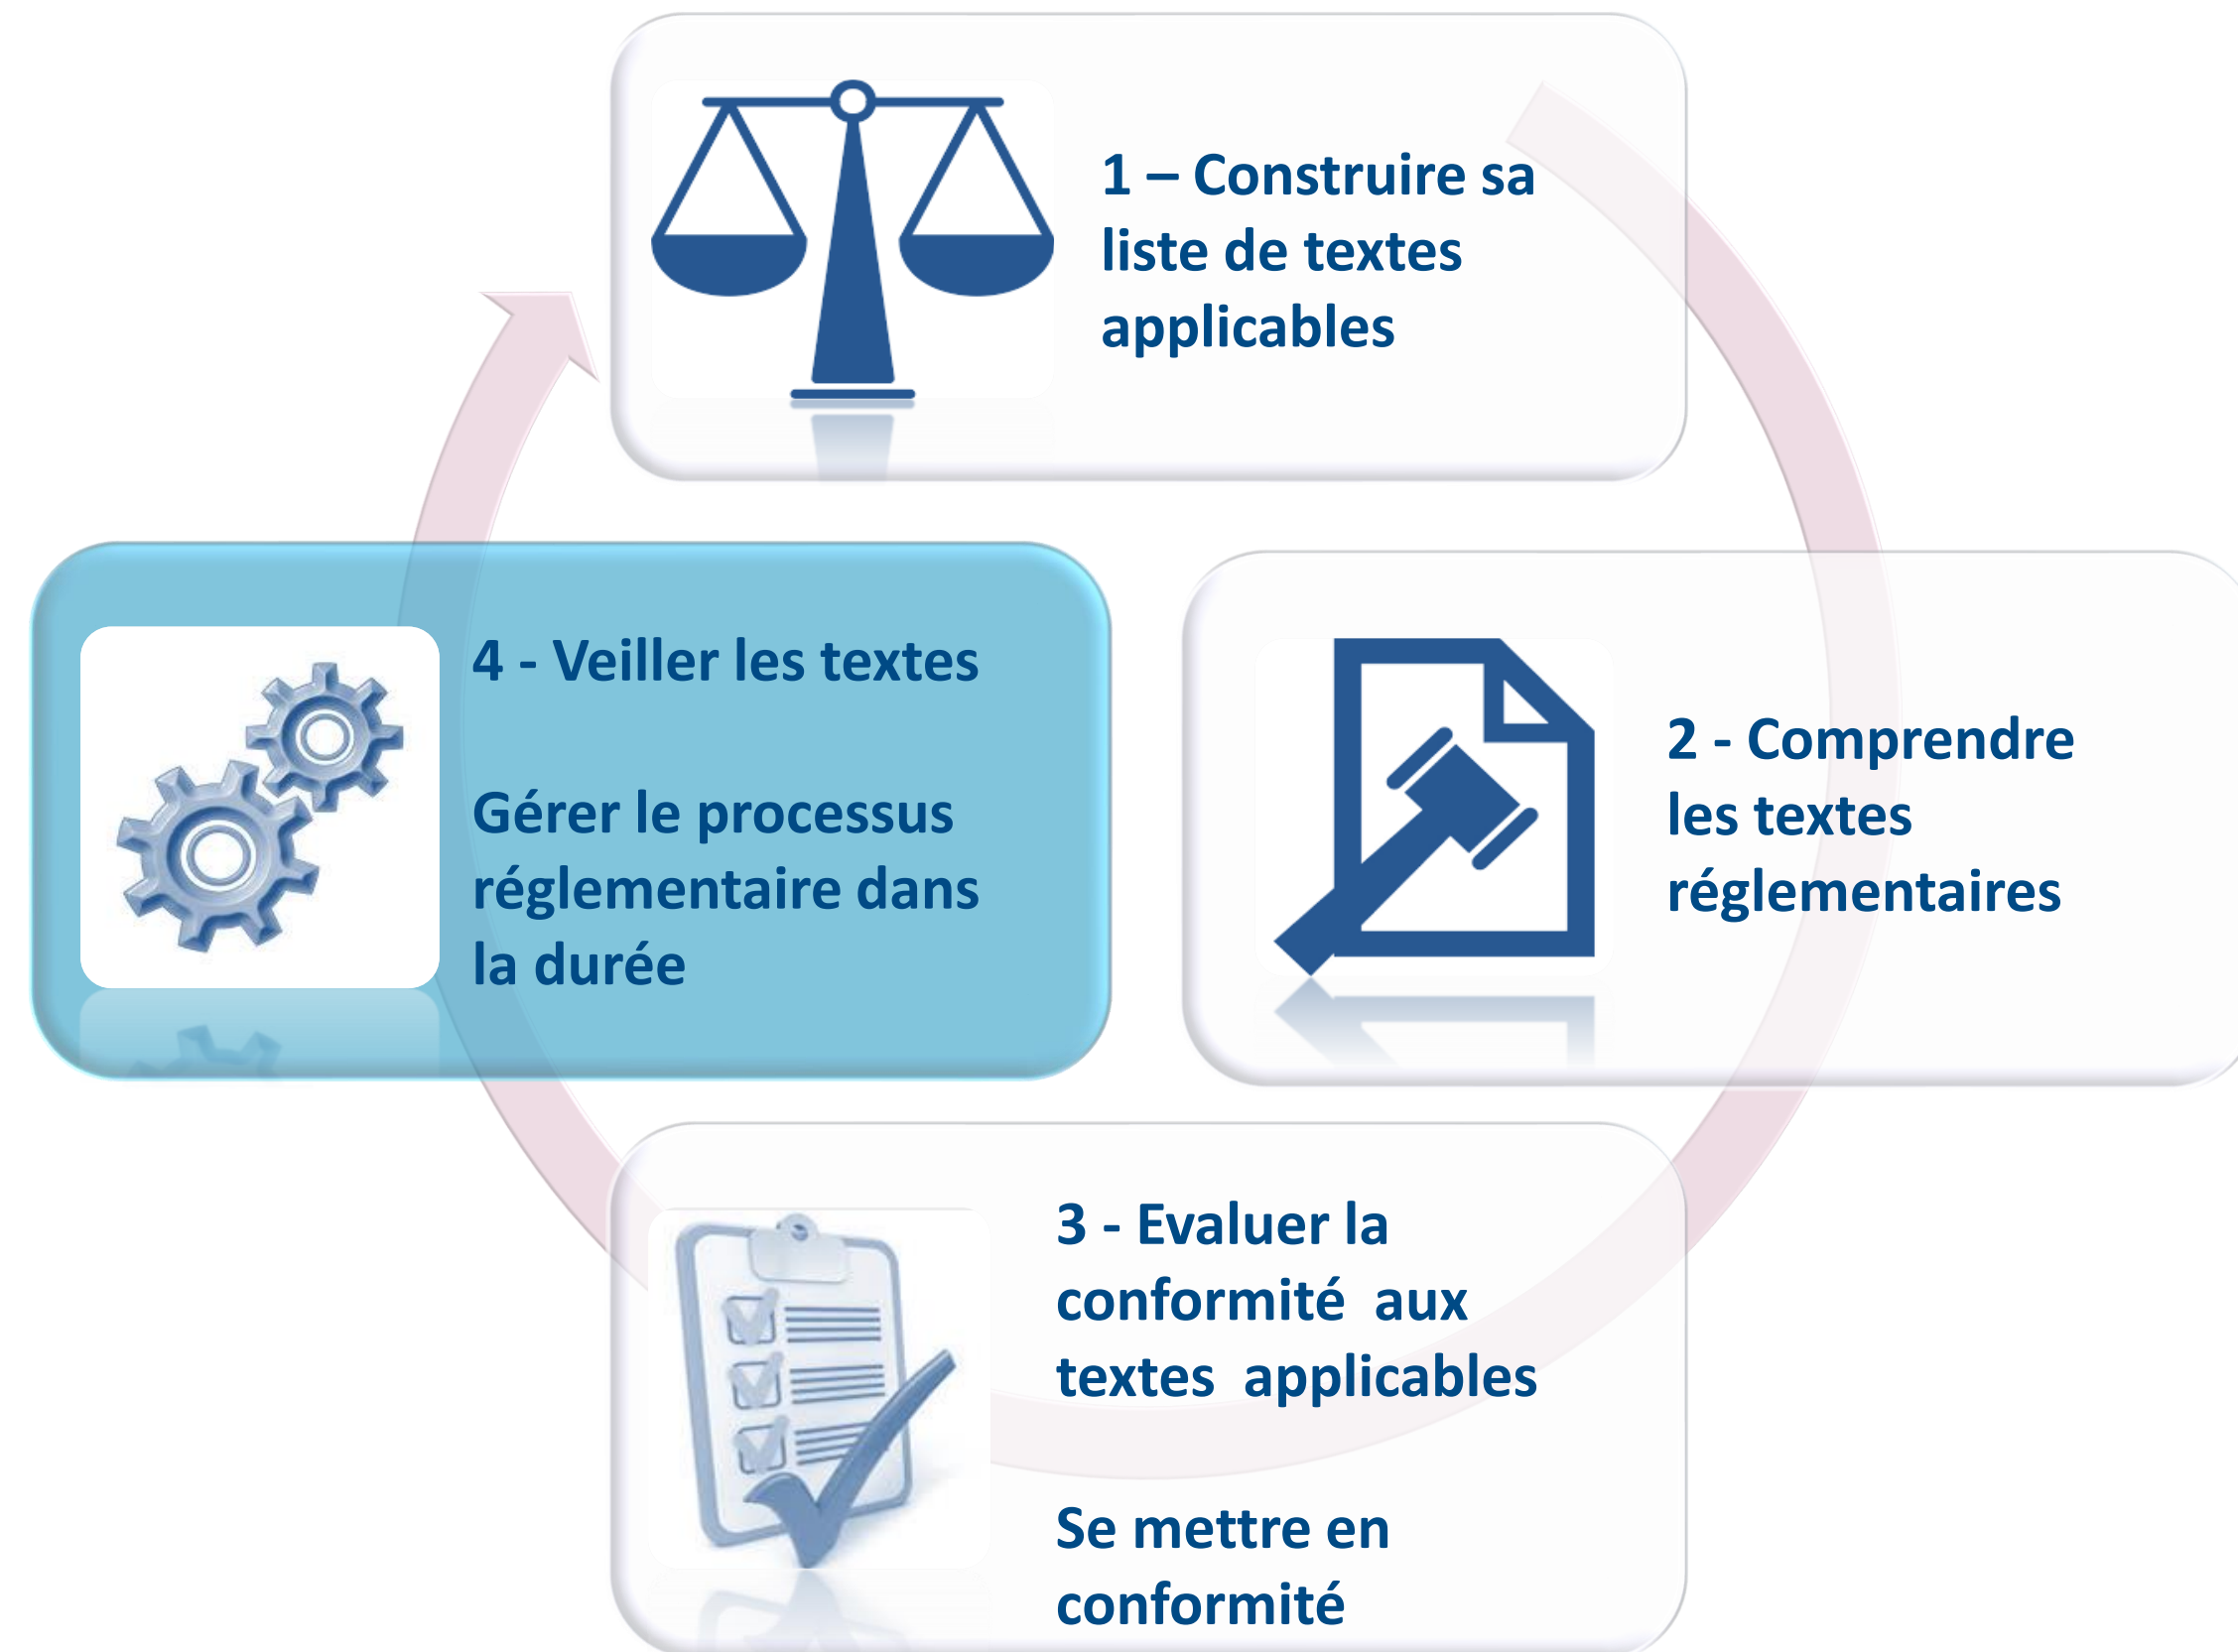 1 – Construire sa
liste de textes
applicables
2 - Comprendre
les textes
réglementaires
3 - Evaluer la
conformité  aux
textes  applicables
Se mettre en
conformité
4 - Veiller les textes
Gérer le processus
réglementaire dans
la durée